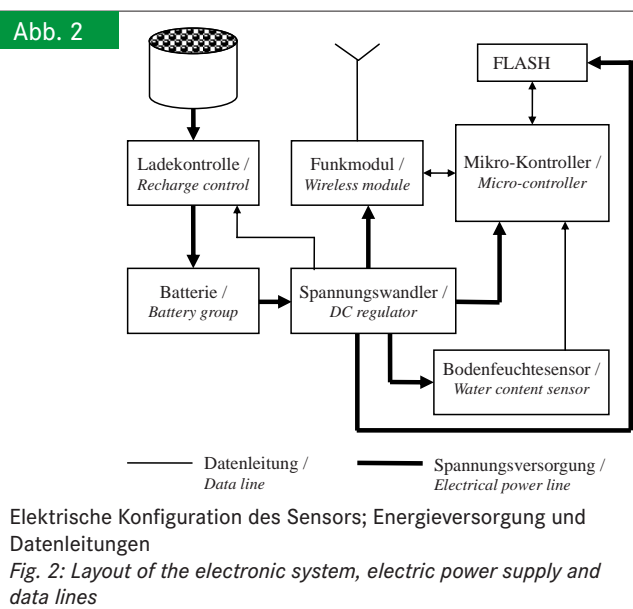 Abb. 2
FLASH
Ladekontrolle /
Recharge control
Funkmodul /
Wireless module
Mikro-Kontroller /
Micro-controller
Batterie /
Battery group
Spannungswandler /
DC regulator
Bodenfeuchtesensor /
Water content sensor
Datenleitung /
Data line
Spannungsversorgung /
Electrical power line
Elektrische Konfiguration des Sensors; Energieversorgung und
Datenleitungen
Fig. 2: Layout of the electronic system, electric power supply and
data lines